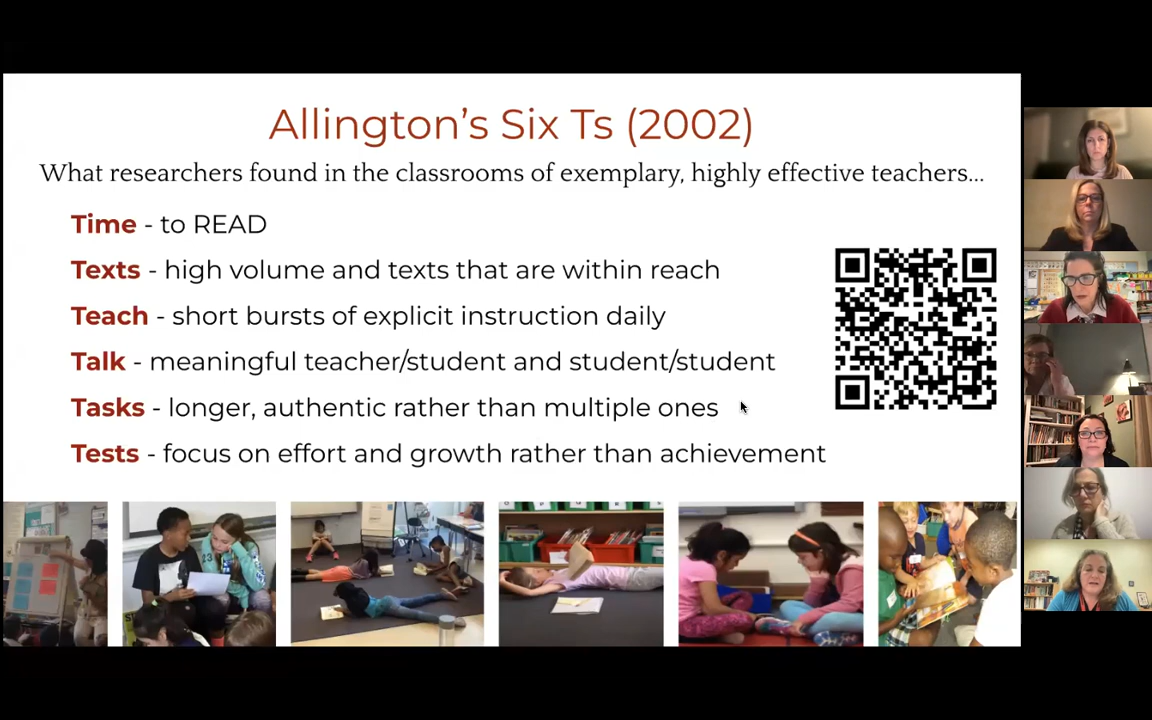 Allington's Six Ts (2002)
What researchers found in the classrooms of exemplary, highly effective teachers...
Time - to READ
Texts - high volume and texts that are within reach
Teach - short bursts of explicit instruction daily
Talk - meaningful teacher/student and student/student
Tasks - longer, authentic rather than multiple ones
Tests - focus on effort and growth rather than achievement